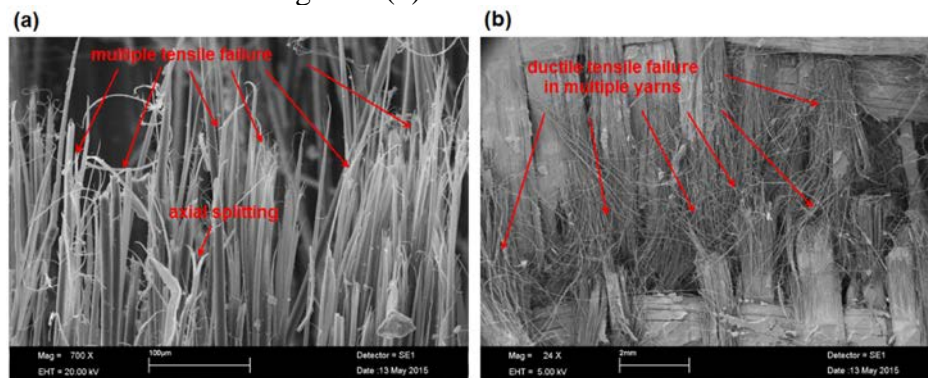 (a)
multiple tensile failure
axial splitting
Mag = 700 X
100µm
Detector = SE1
EHT = 20.00 kV
Date :13 May 2015
(b)
ductile tensile failure
in multiple yarns
Mag = 24 X
2mm
Detector = SE1
EHT = 5.00 kV
Date :13 May 2015